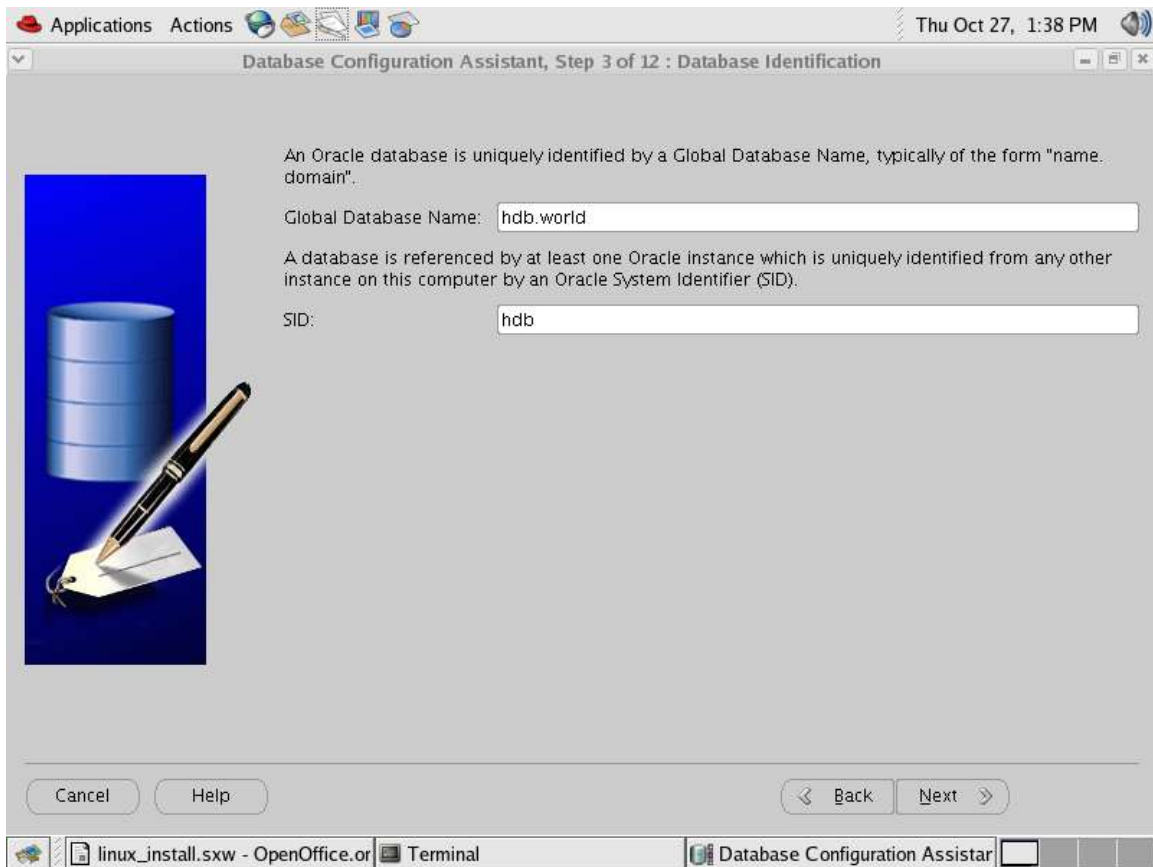 Applications Actions Thu Oct 27, 1:38 PM
Database Configuration Assistant, Step 3 of 12 : Database Identification
An Oracle database is uniquely identified by a Global Database Name, typically of the form "name.
domain".
Global Database Name: hdb.world
A database is referenced by at least one Oracle instance which is uniquely identified from any other
instance on this computer by an Oracle System Identifier (SID).
SID: hdb
Cancel Help Back Next
linux_install.sxw - OpenOffice.or Terminal Database Configuration Assistar